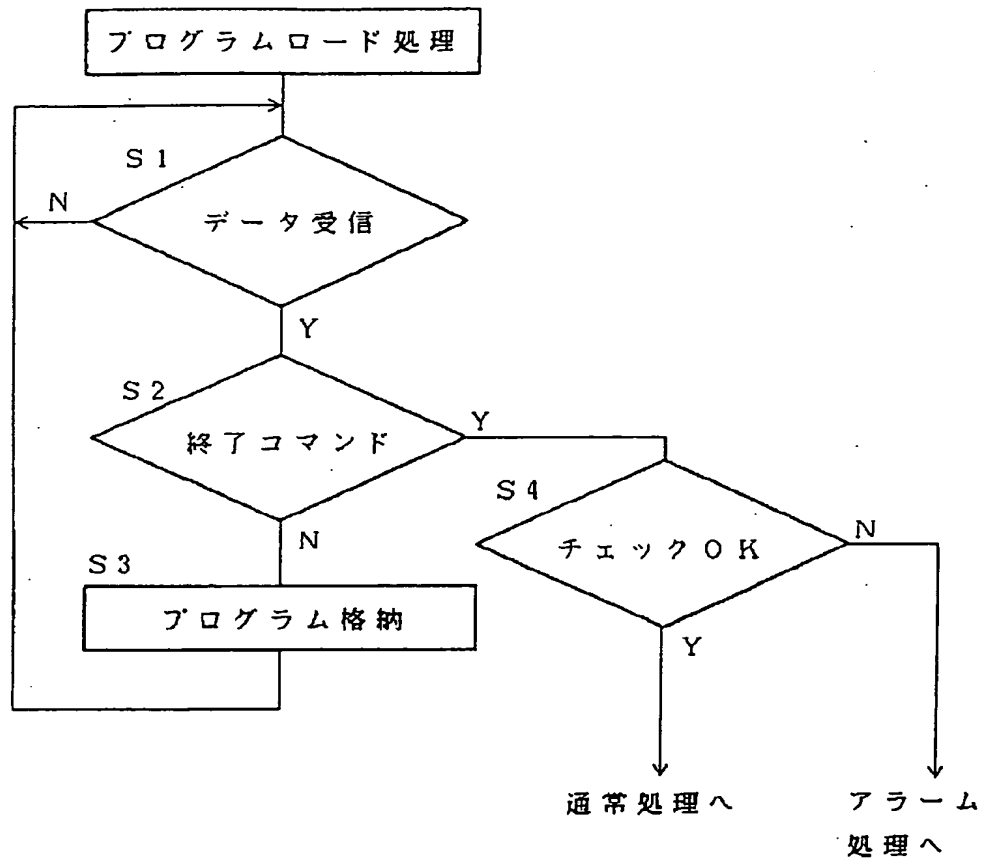 プログラムロード処理
S1
N
データ受信
Y
S2
終了コマンド
Y
S4
N
チェックOK
N
S3
プログラム格納
Y
通常処理へ
アラーム
処理へ